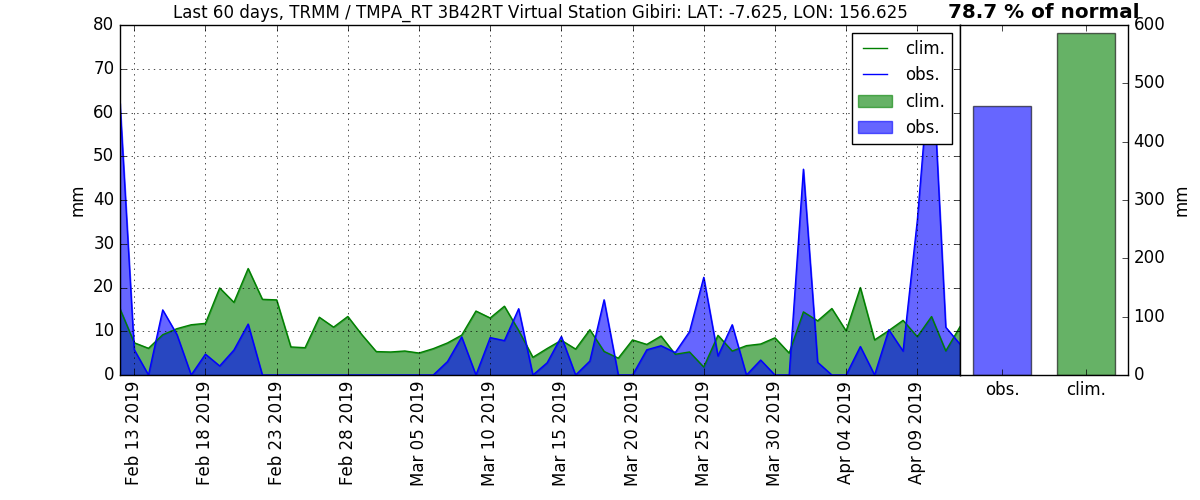 Last 60 days, TRMM / TMPA_RT 3B42RT Virtual Station Gibiri: LAT: -7.625, LON: 156.625
78.7 % of normal
80
70
60
50
40
30
20
10
0
mm
clim.
obs.
clim.
obs.
Feb 13 2019
Feb 18 2019
Feb 23 2019
Feb 28 2019
Mar 05 2019
Mar 10 2019
Mar 15 2019
Mar 20 2019
Mar 25 2019
Mar 30 2019
Apr 04 2019
Apr 09 2019
obs.
clim.
600
500
400
300
200
100
0
mm